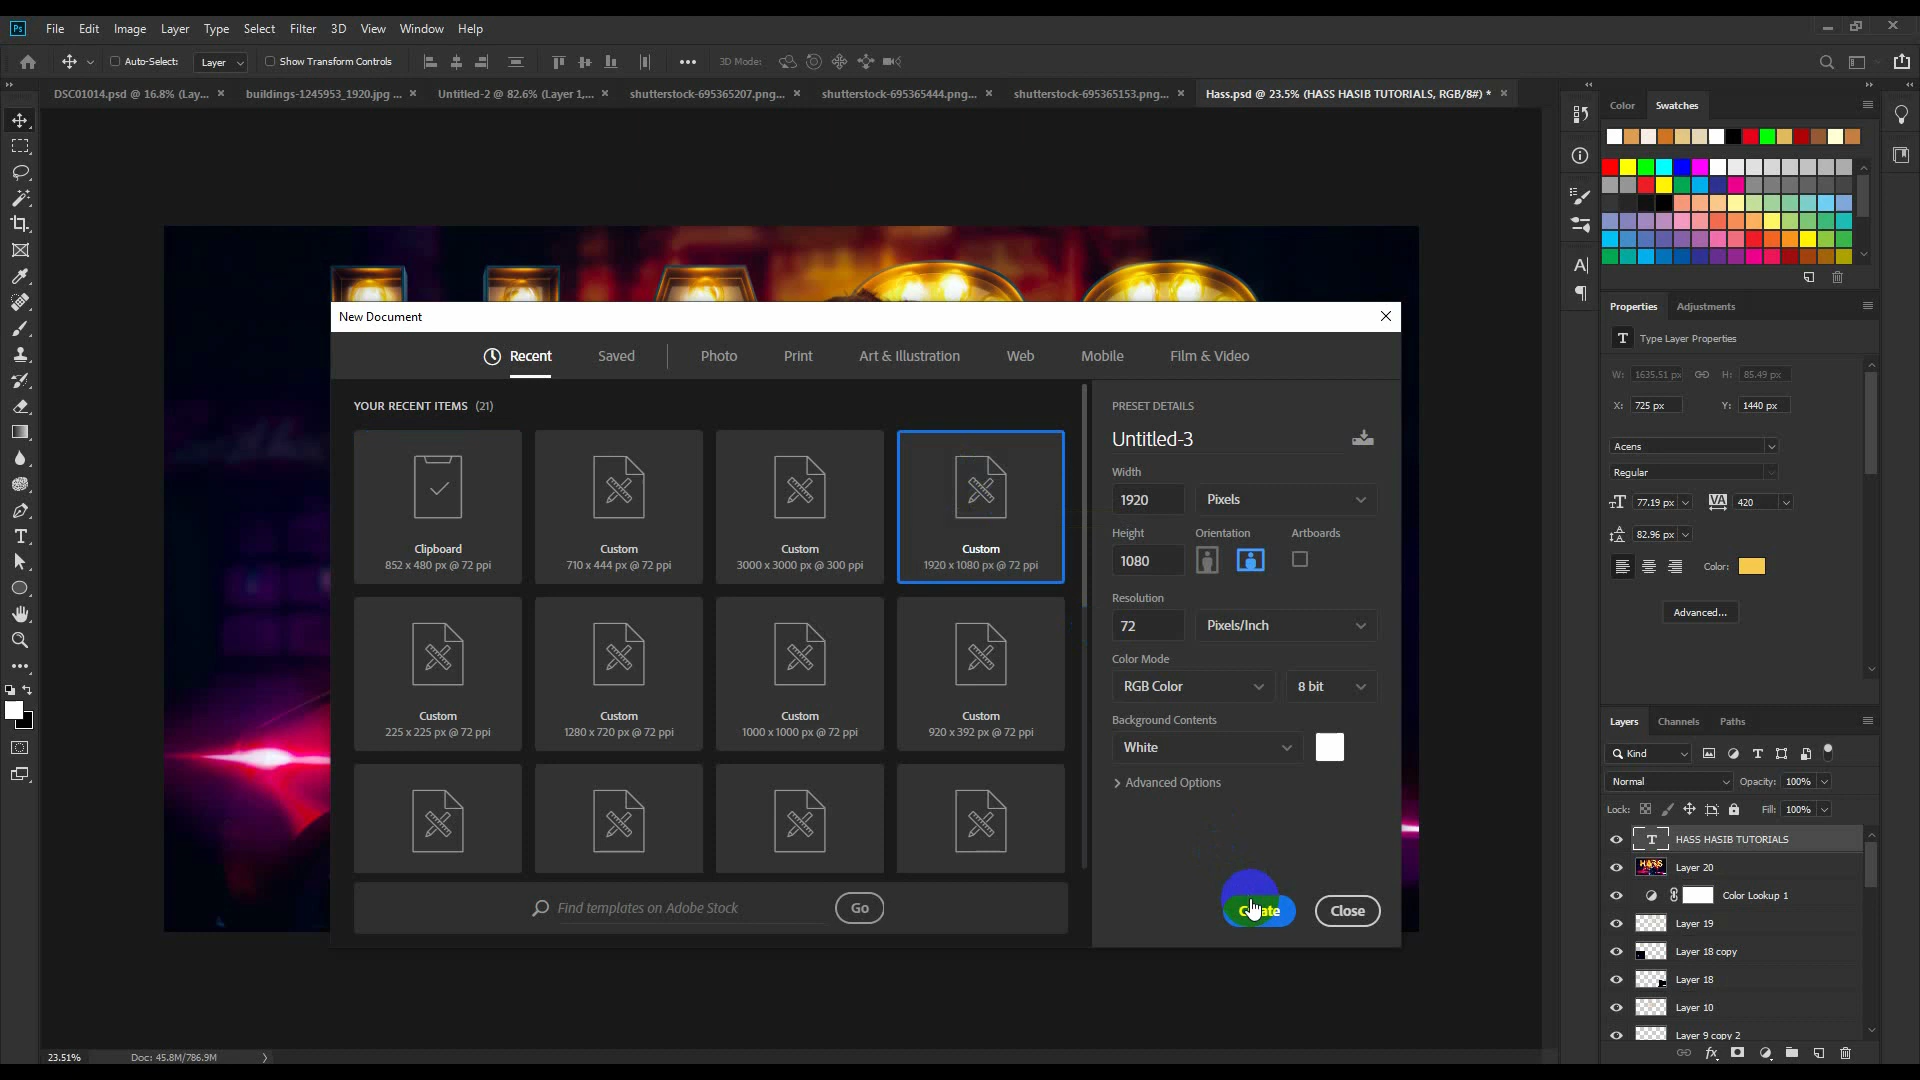 Ps File Edit Image Layer Type Select Filter 3D View Window Help
Auto-Select: Layer Show Transform Controls 3D Mode:
DSC01014.psd @ 16.8% (Lay... × buildings-1245953_1920.jpg ... × Untitled-2 @ 82.6% (Layer 1,... × shutterstock-695365207.png... × shutterstock-695365444.png... × shutterstock-695365153.png... × Hass.psd @ 23.5% (HASS HASIB TUTORIALS, RGB/8#) * ×
Color Swatches
New Document
Recent Saved Photo Print Art & Illustration Web Mobile Film & Video
YOUR RECENT ITEMS (21)
Clipboard
852 x 480 px @ 72 ppi
Custom
710 x 444 px @ 72 ppi
Custom
3000 x 3000 px @ 300 ppi
Custom
1920 x 1080 px @ 72 ppi
Custom
225 x 225 px @ 72 ppi
Custom
1280 x 720 px @ 72 ppi
Custom
1000 x 1000 px @ 72 ppi
Custom
920 x 392 px @ 72 ppi
Find templates on Adobe Stock Go
PRESET DETAILS
Untitled-3
Width
1920 Pixels
Height Orientation Artboards
1080
Resolution
72 Pixels/Inch
Color Mode
RGB Color 8 bit
Background Contents
White
> Advanced Options
Create Close
Properties Adjustments
T Type Layer Properties
W: 1635.51 px H: 85.49 px
X: 725 px Y: 1440 px
Acens
Regular
77.19 px VA 420
82.96 px
Color:
Advanced...
Layers Channels Paths
Kind
Normal Opacity: 100%
Lock: Fill: 100%
T HASS HASIB TUTORIALS
Layer 20
Color Lookup 1
Layer 19
Layer 18 copy
Layer 18
Layer 10
Layer 9 copy 2
fx
23.51% Doc: 45.8M/786.9M